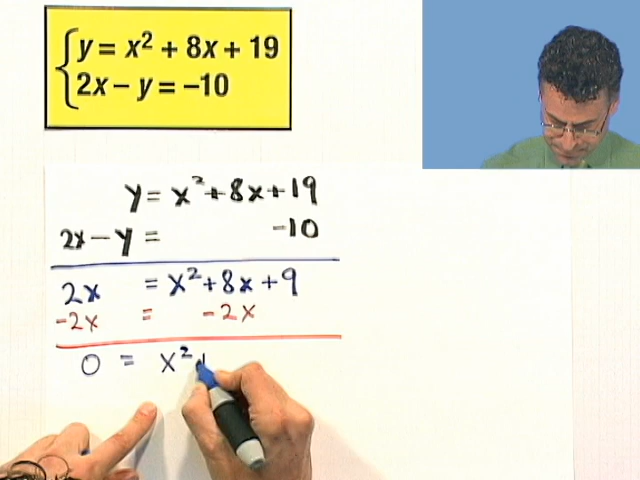 y = x² + 8x + 19
2x – y = –10
y = x² + 8x + 19
2x – y = -10
2x = x² + 8x + 9
-2x = -2x
0 = x²